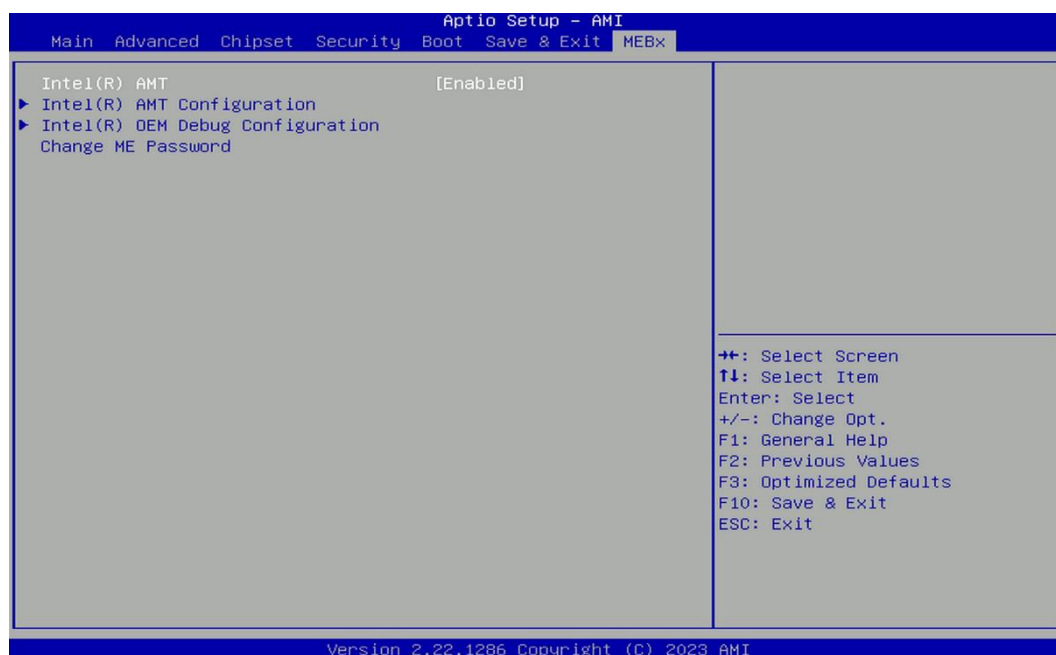 Aptio Setup – AMI
Main Advanced Chipset Security Boot Save & Exit MEBx
Intel(R) AMT [Enabled]
► Intel(R) AMT Configuration
► Intel(R) OEM Debug Configuration
Change ME Password
→←: Select Screen
↑↓: Select Item
Enter: Select
+/-: Change Opt.
F1: General Help
F2: Previous Values
F3: Optimized Defaults
F10: Save & Exit
ESC: Exit
Version 2.22.1286 Copyright (C) 2023 AMI